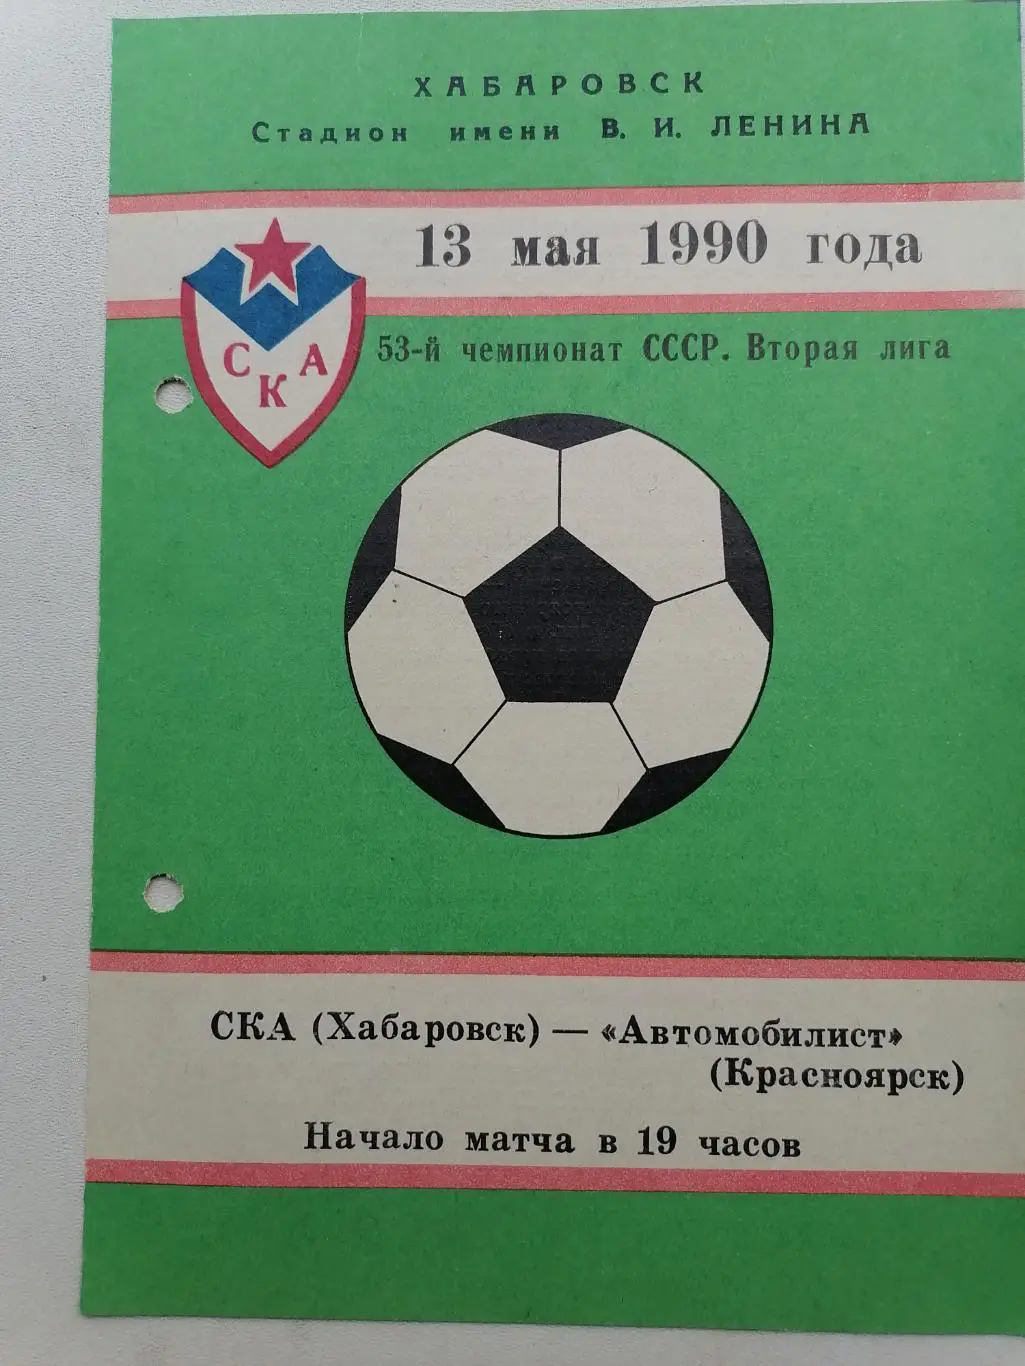 ХАБАРОВСК
Стадион имени В. И. ЛЕНИНА
13 мая 1990 года
53-й чемпионат СССР. Вторая лига
СКА
СКА (Хабаровск) — «Автомобилист»
(Красноярск)
Начало матча в 19 часов